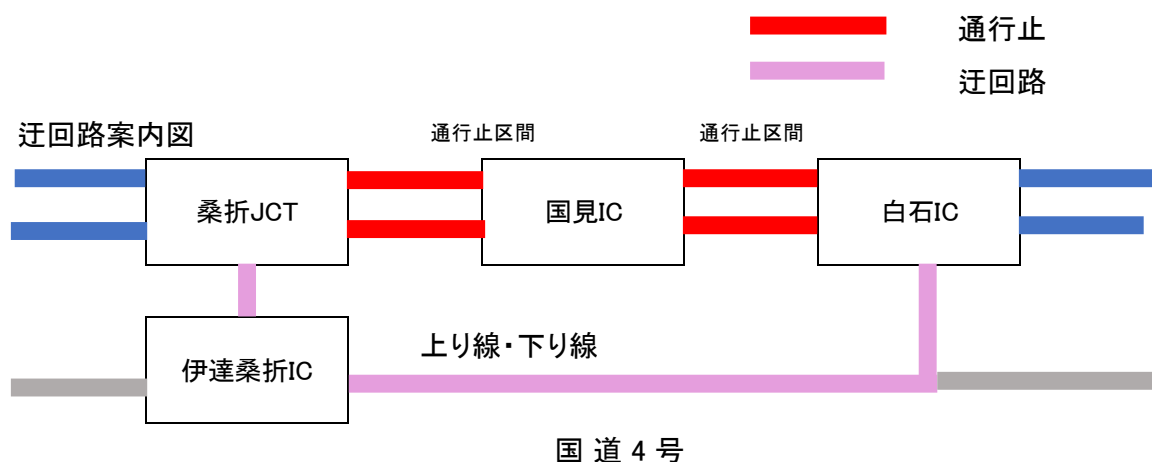 通行止
迂回路
迂回路案内図
通行止区間
通行止区間
桑折JCT
国見IC
白石IC
伊達桑折IC
上り線・下り線
国道4号